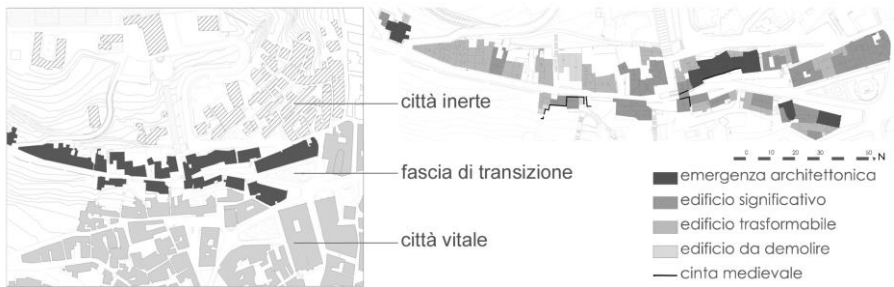 città inerte
fascia di transizione
città vitale
0 10 20 30 50 N
emergenza architettonica
edificio significativo
edificio trasformabile
edificio da demolire
cinta medievale